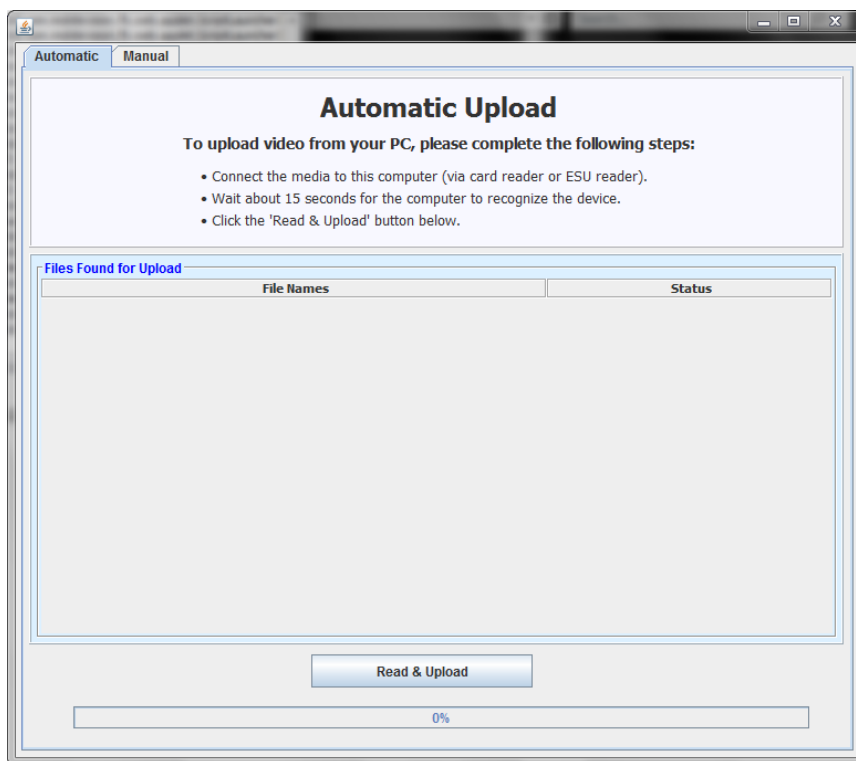 Automatic Manual
Automatic Upload
To upload video from your PC, please complete the following steps:
• Connect the media to this computer (via card reader or ESU reader).
• Wait about 15 seconds for the computer to recognize the device.
• Click the 'Read & Upload' button below.
Files Found for Upload
File Names Status
Read & Upload
0%